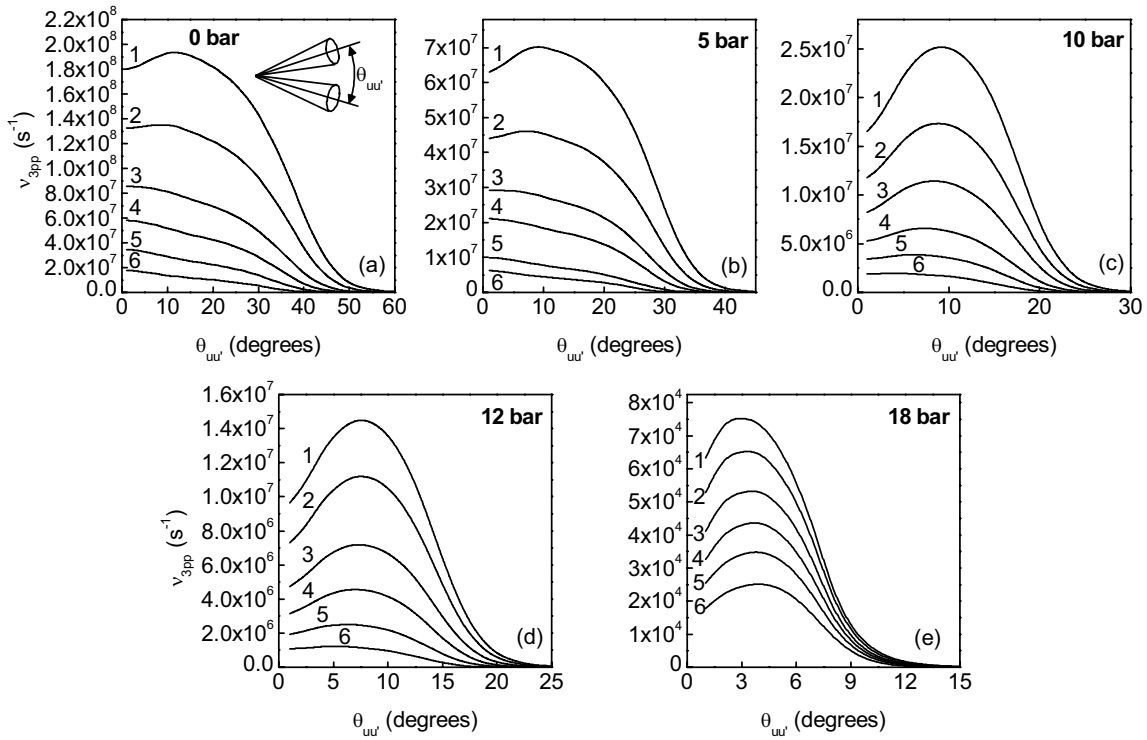 0 bar
2.2x10⁸
2.0x10⁸
1.8x10⁸
1.6x10⁸
1.4x10⁸
1.2x10⁸
1.0x10⁸
8.0x10⁷
6.0x10⁷
4.0x10⁷
2.0x10⁷
0.0
ν3pp (s⁻¹)
1
2
3
4
5
6
θuu'
(a)
0 10 20 30 40 50 60
θuu' (degrees)
5 bar
7x10⁷
6x10⁷
5x10⁷
4x10⁷
3x10⁷
2x10⁷
1x10⁷
0
1
2
3
4
5
6
(b)
0 10 20 30 40
θuu' (degrees)
10 bar
2.5x10⁷
2.0x10⁷
1.5x10⁷
1.0x10⁷
5.0x10⁶
0.0
1
2
3
4
5
6
(c)
0 10 20 30
θuu' (degrees)
12 bar
1.6x10⁷
1.4x10⁷
1.2x10⁷
1.0x10⁷
8.0x10⁶
6.0x10⁶
4.0x10⁶
2.0x10⁶
0.0
ν3pp (s⁻¹)
1
2
3
4
5
6
(d)
0 5 10 15 20 25
θuu' (degrees)
18 bar
8x10⁴
7x10⁴
6x10⁴
5x10⁴
4x10⁴
3x10⁴
2x10⁴
1x10⁴
0
1
2
3
4
5
6
(e)
0 3 6 9 12 15
θuu' (degrees)